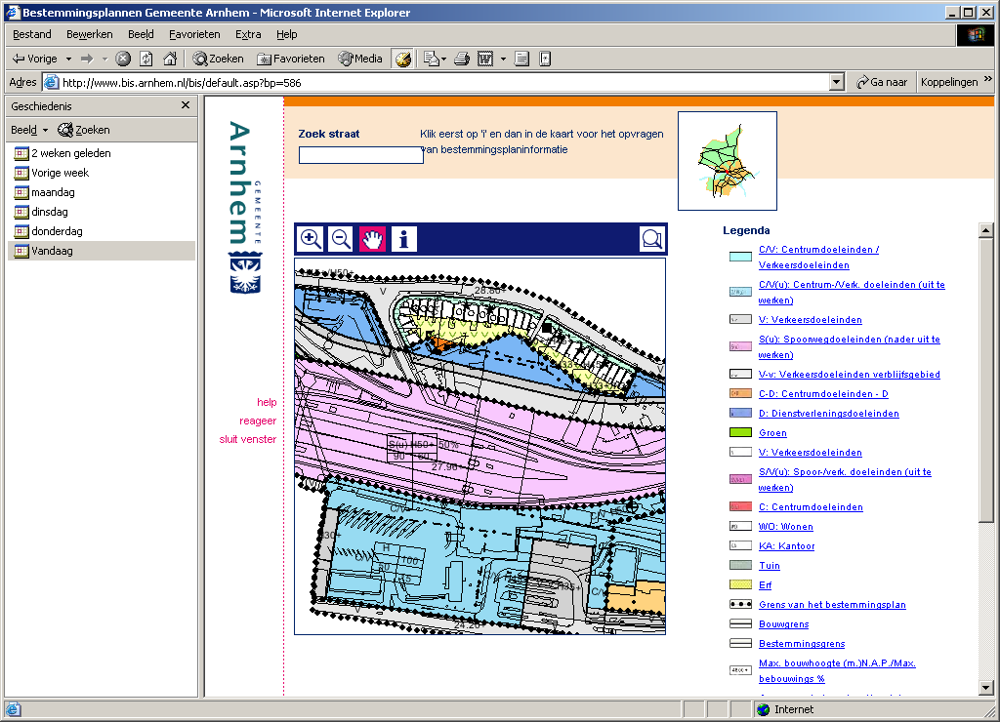 Bestemmingsplannen Gemeente Arnhem - Microsoft Internet Explorer
Bestand Bewerken Beeld Favorieten Extra Help
Vorige Zoeken Favorieten Media
Adres http://www.bis.arnhem.nl/bis/default.asp?bp=586 Ga naar Koppelingen »
Geschiedenis
Beeld Zoeken
2 weken geleden
Vorige week
maandag
dinsdag
donderdag
Vandaag
GEMEENTE
Arnhem
help
reageer
sluit venster
Zoek straat
Klik eerst op 'i' en dan in de kaart voor het opvragen
van bestemmingsplaninformatie
V
28.80+
S(u) H50+ 50%
90 60
27.96+
C/V
H
100
80
15
V
24.26
H35+
C/V
Legenda
C/V: Centrumdoeleinden /
Verkeersdoeleinden
C/V(u): Centrum-/Verk. doeleinden (uit te
werken)
V: Verkeersdoeleinden
S(u): Spoorwegdoeleinden (nader uit te
werken)
V-v: Verkeersdoeleinden verblijfsgebied
C-D: Centrumdoeleinden - D
D: Dienstverleningsdoeleinden
Groen
V: Verkeersdoeleinden
S/V(u): Spoor-/verk. doeleinden (uit te
werken)
C: Centrumdoeleinden
WO: Wonen
KA: Kantoor
Tuin
Erf
Grens van het bestemmingsplan
Bouwgrens
Bestemmingsgrens
Max. bouwhoogte (m.)N.A.P./Max.
bebouwings %
Internet